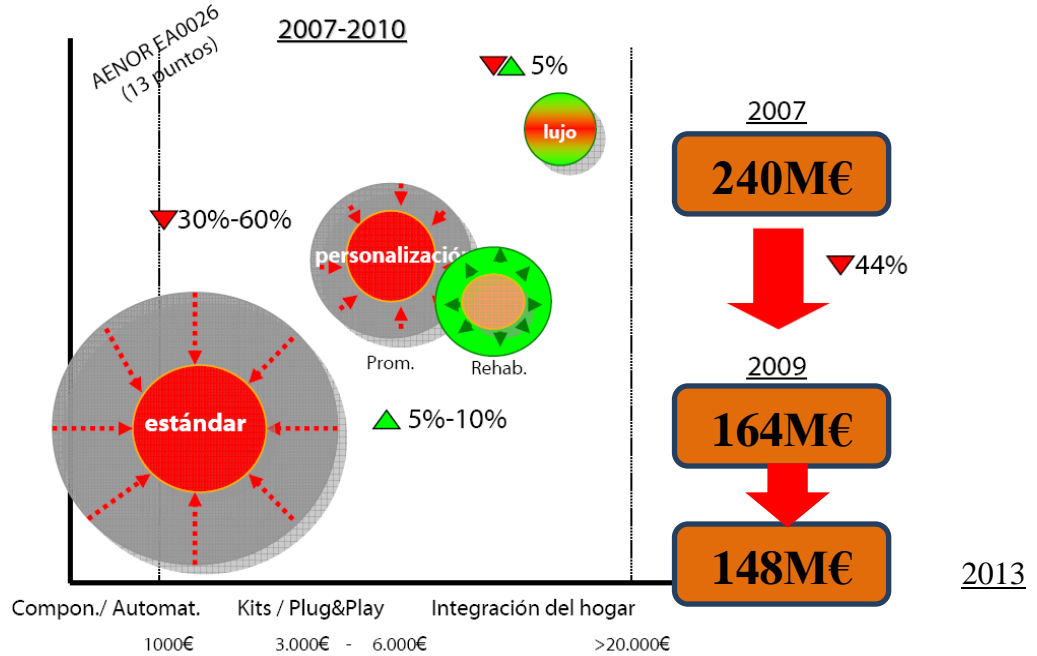 2007-2010
AENOR EA0026
(13 puntos)
5%
lujo
30%-60%
personalización
Prom.
Rehab.
5%-10%
estándar
Compon./ Automat.
Kits / Plug&Play
Integración del hogar
1000€
3.000€ - 6.000€
>20.000€
2007
240M€
44%
2009
164M€
148M€
2013